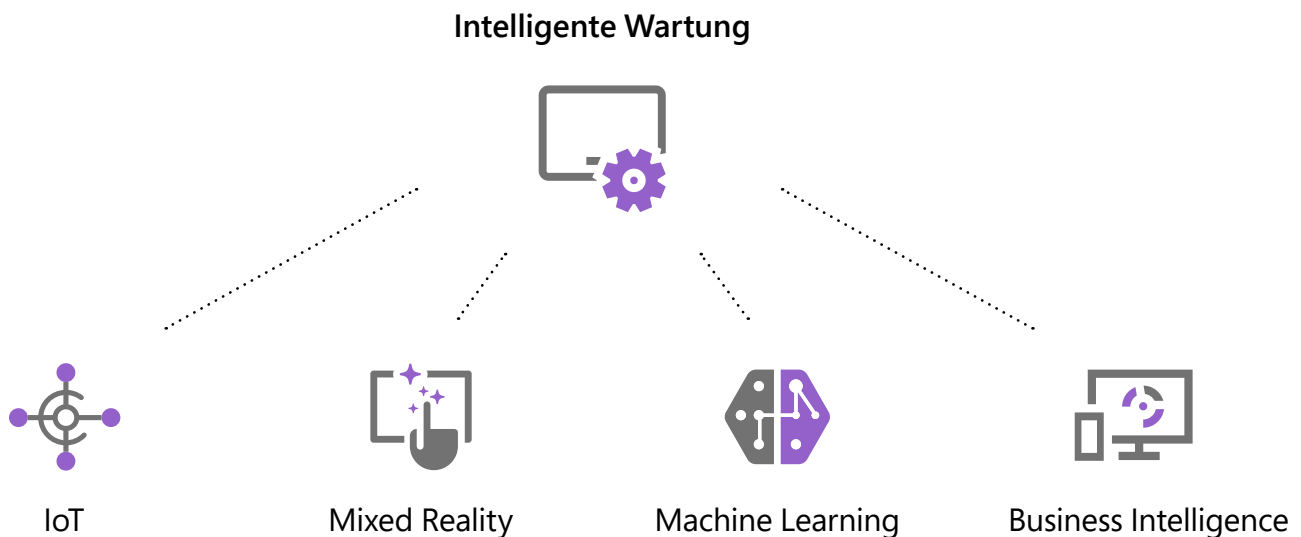 Intelligente Wartung
IoT
Mixed Reality
Machine Learning
Business Intelligence